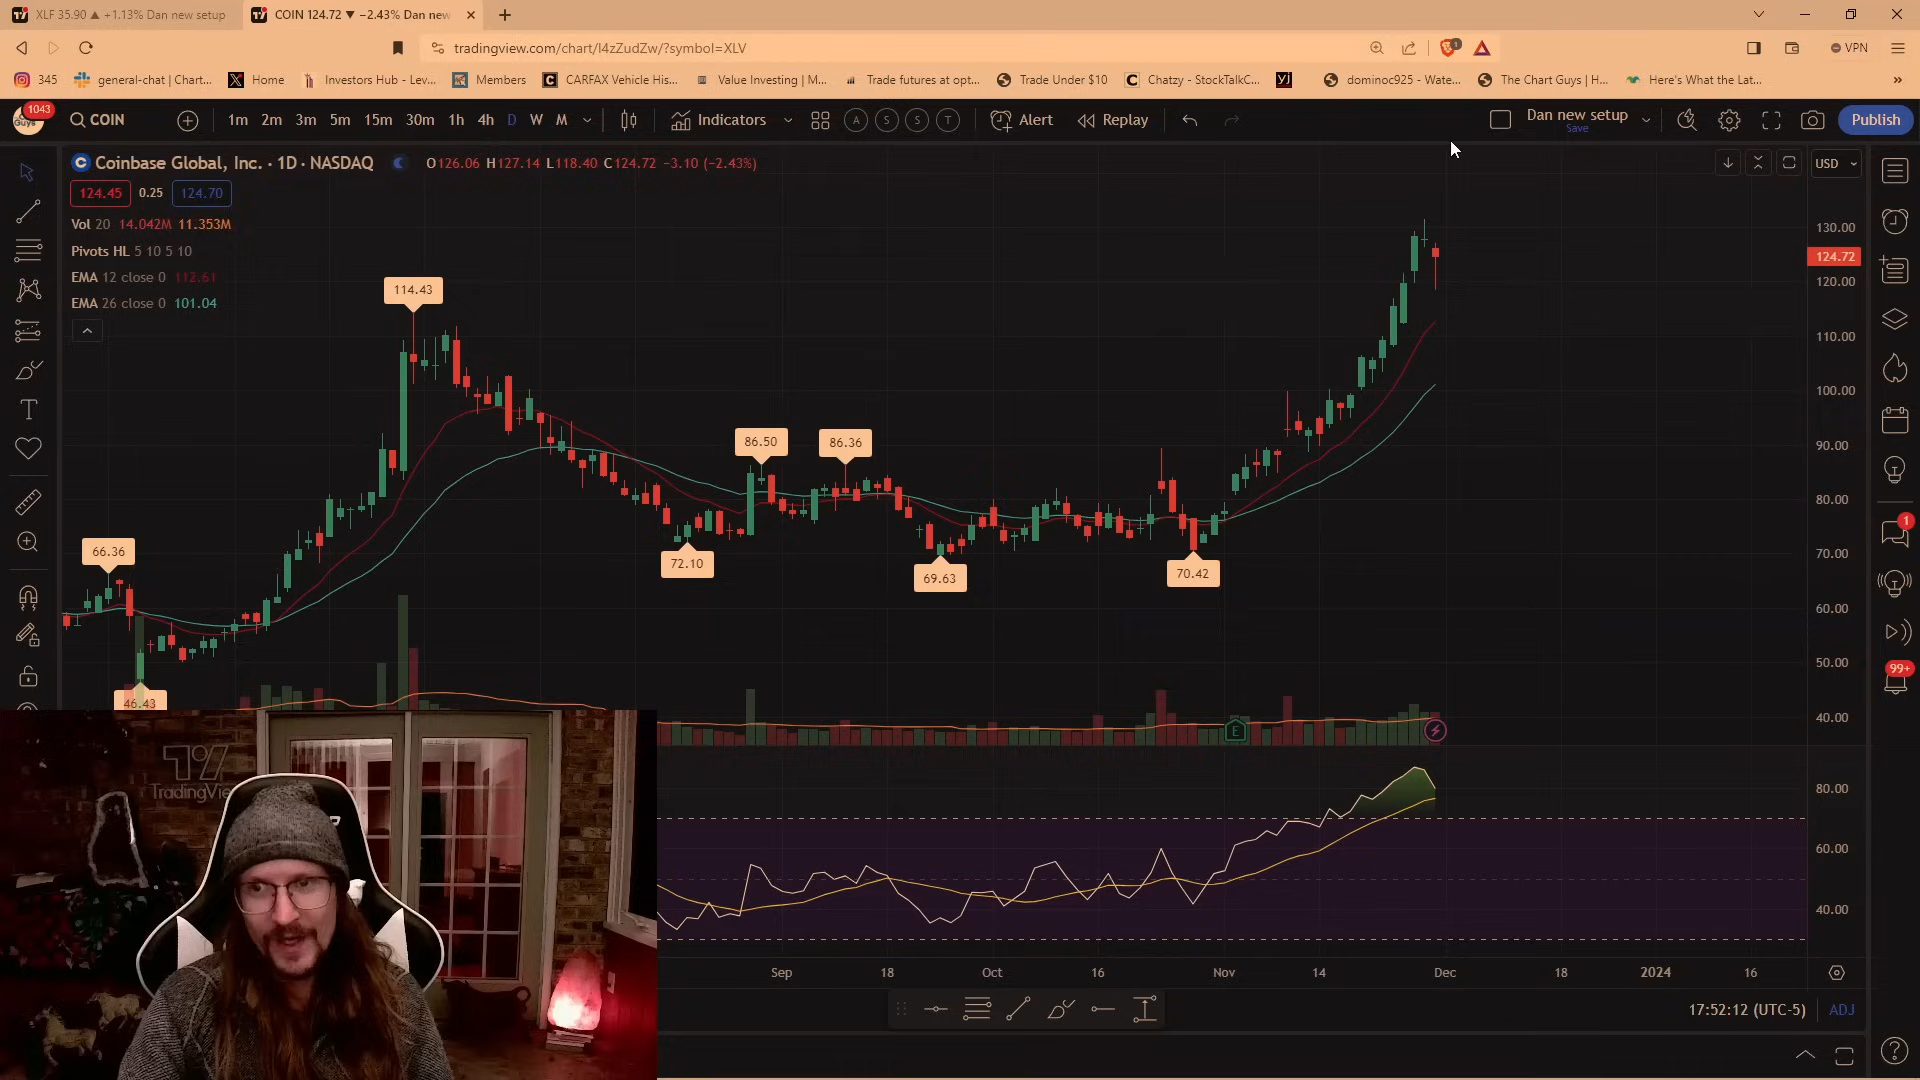 XLF 35.90 ▲ +1.13% Dan new setup
COIN 124.72 ▼ −2.43% Dan new
tradingview.com/chart/I4zZudZw/?symbol=XLV
1
VPN
345
general-chat | Chart...
Home
Investors Hub - Lev...
Members
CARFAX Vehicle His...
Value Investing | M...
Trade futures at opt...
Trade Under $10
Chatzy - StockTalkC...
dominoc925 - Wate...
The Chart Guys | H...
Here's What the Lat...
1043
COIN
1m 2m 3m 5m 15m 30m 1h 4h D W M
Indicators
A S S T
Alert
Replay
Dan new setup
Save
Publish
Coinbase Global, Inc. · 1D · NASDAQ
O126.06 H127.14 L118.40 C124.72 −3.10 (−2.43%)
USD
124.45 0.25 124.70
Vol 20 14.042M 11.353M
Pivots HL 5 10 5 10
EMA 12 close 0 112.61
EMA 26 close 0 101.04
130.00
124.72
120.00
110.00
100.00
90.00
80.00
70.00
60.00
50.00
40.00
114.43
86.50
86.36
66.36
72.10
69.63
70.42
46.43
E
1
99+
TradingVie
80.00
60.00
40.00
Sep 18 Oct 16 Nov 14 Dec 18 2024 16
17:52:12 (UTC-5) ADJ